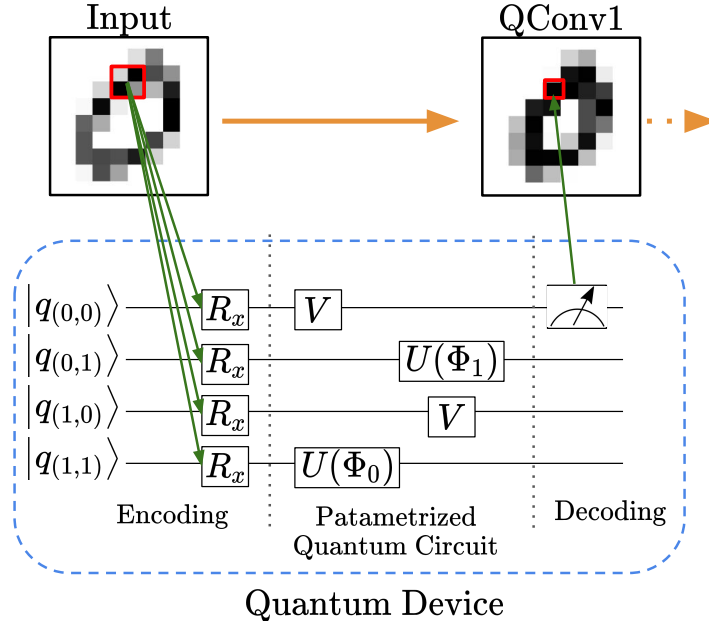 Input
QConv1
|q(0,0)⟩ Rx V
|q(0,1)⟩ Rx U(Φ1)
|q(1,0)⟩ Rx V
|q(1,1)⟩ Rx U(Φ0)
Encoding
Patametrized
Quantum Circuit
Decoding
Quantum Device